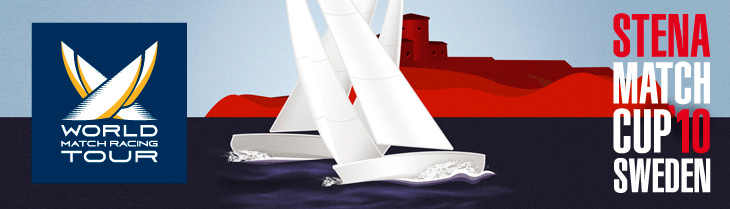 WORLD
MATCH RACING
TOUR
STENA
MATCH
CUP 10
SWEDEN